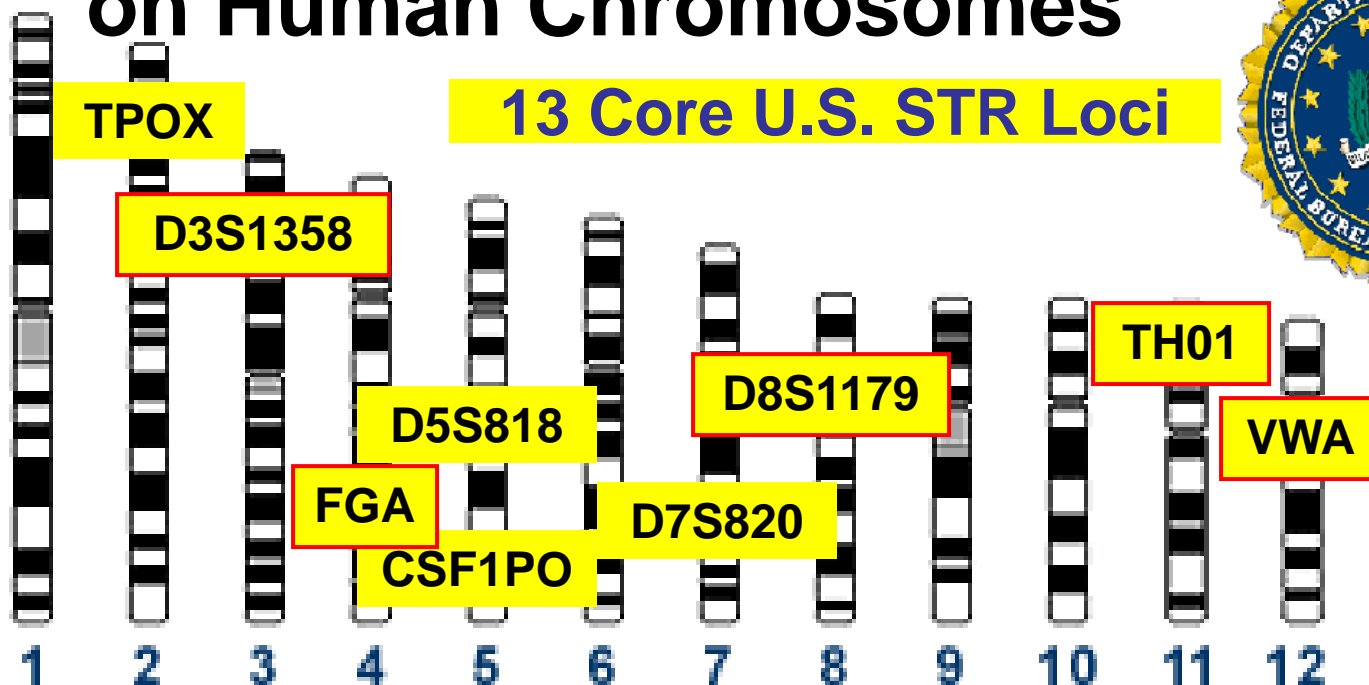 on Human Chromosomes
13 Core U.S. STR Loci
TPOX
D3S1358
TH01
D8S1179
D5S818
VWA
FGA
D7S820
CSF1PO
1 2 3 4 5 6 7 8 9 10 11 12
FEDERAL